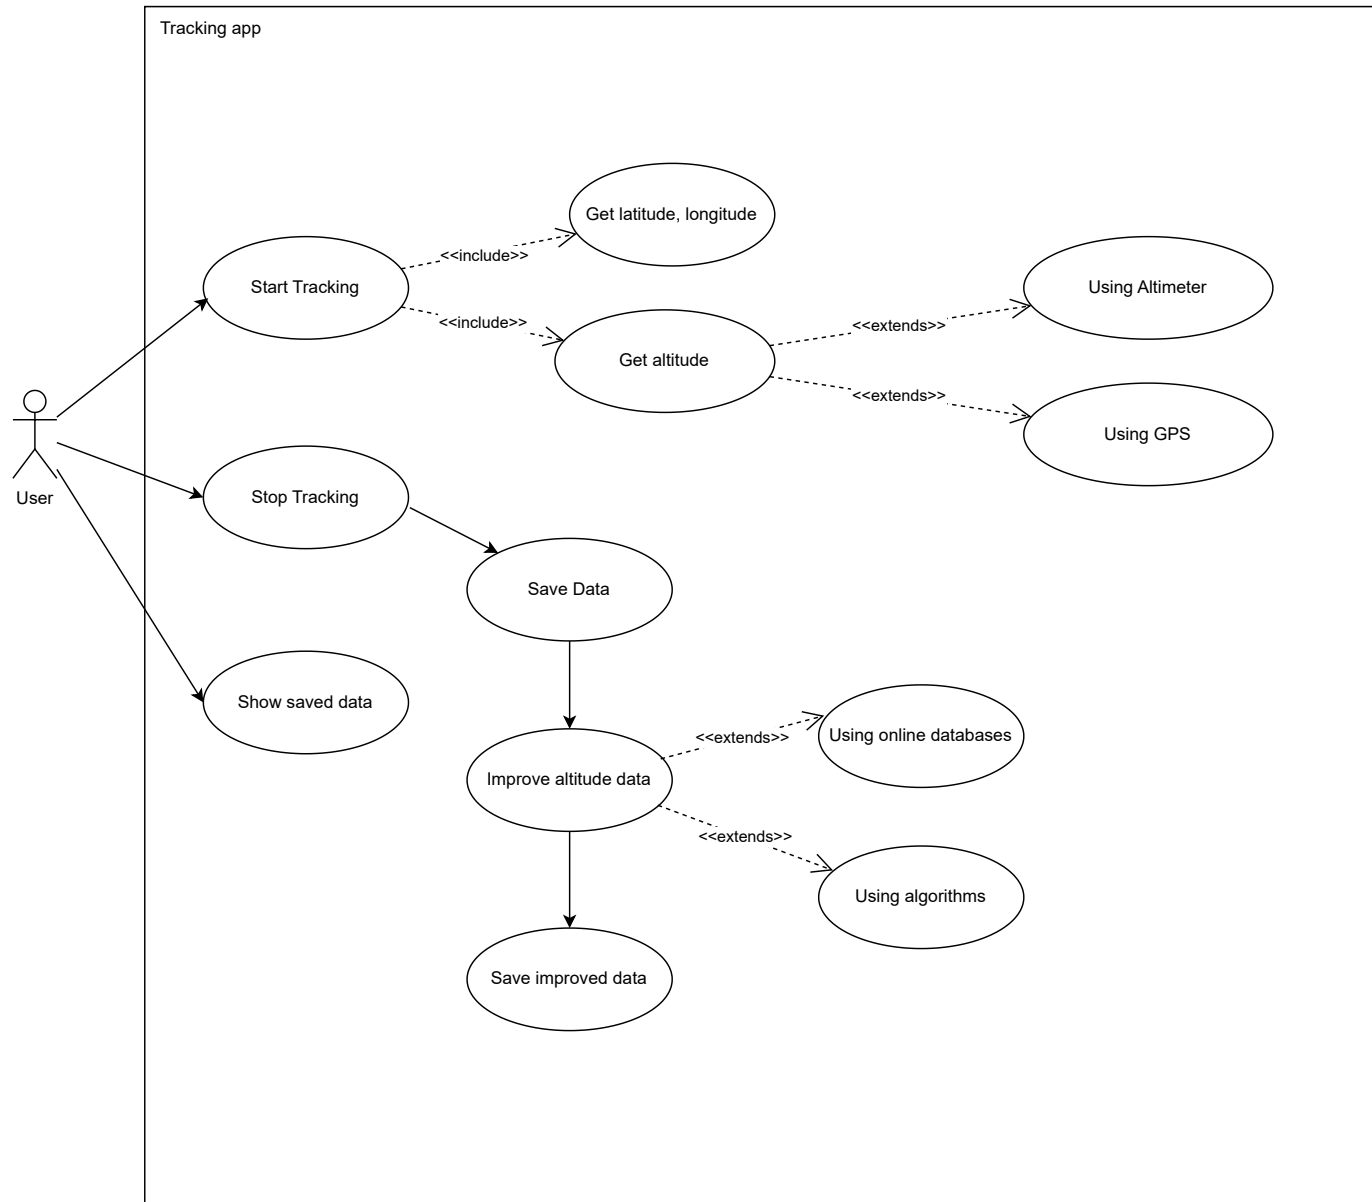 Tracking app
Get latitude, longitude
<<include>>
Start Tracking
Using Altimeter
<<include>>
<<extends>>
Get altitude
<<extends>>
Using GPS
User
Stop Tracking
Save Data
Show saved data
Using online databases
<<extends>>
Improve altitude data
<<extends>>
Using algorithms
Save improved data